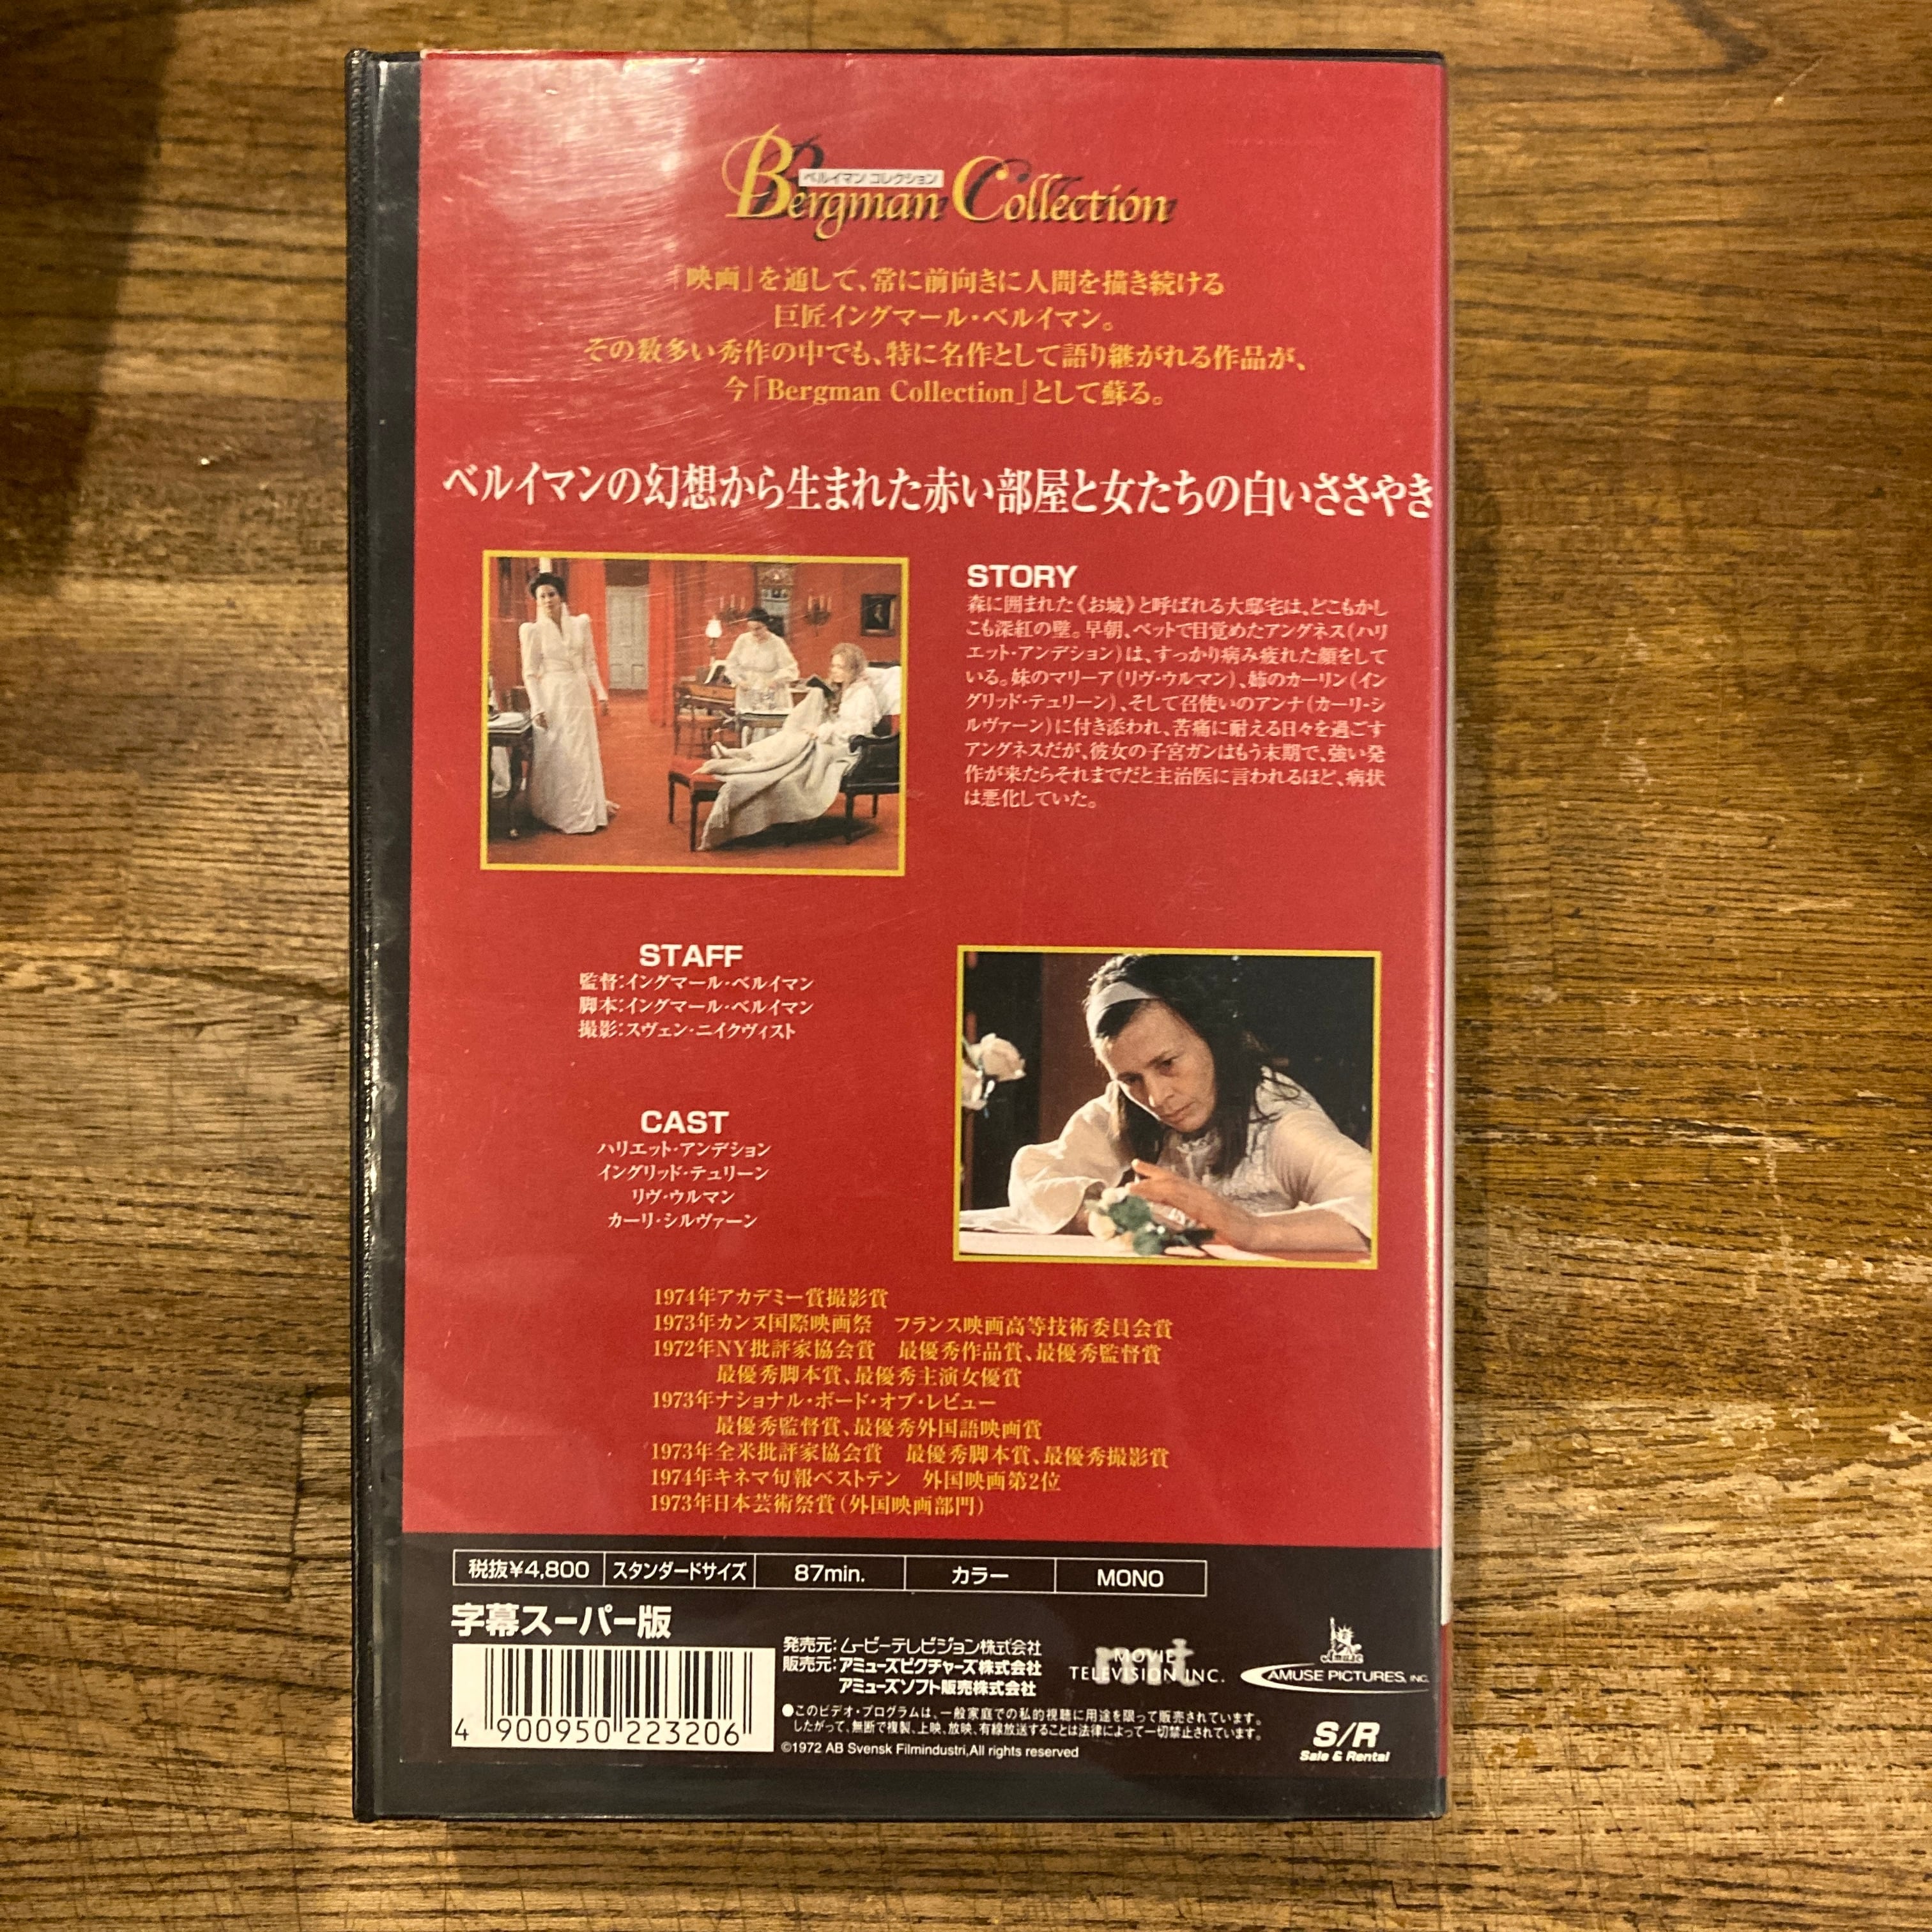 Bergman Collection
ベルイマン コレクション
「映画」を通して、常に前向きに人間を描き続ける
巨匠イングマール・ベルイマン。
その数多い秀作の中でも、特に名作として語り継がれる作品が、
今「Bergman Collection」として蘇る。
ベルイマンの幻想から生まれた赤い部屋と女たちの白いささやき
STORY
森に囲まれた《お城》と呼ばれる大邸宅は、どこもかし
こも深紅の壁。早朝、ベットで目覚めたアングネス(ハリ
エット・アンデション)は、すっかり病み疲れた顔をして
いる。妹のマリーア(リヴ・ウルマン)、姉のカーリン(イン
グリッド・テューリーン)、そして召使いのアンナ(カーリ・シ
ルヴァーン)に付き添われ、苦痛に耐える日々を過ごす
アングネスだが、彼女の子宮ガンはもう末期で、強い発
作が来たらそれまでだと主治医に言われるほど、病状
は悪化していた。
STAFF
監督:イングマール・ベルイマン
脚本:イングマール・ベルイマン
撮影:スヴェン・ニイクヴィスト
CAST
ハリエット・アンデション
イングリッド・テューリーン
リヴ・ウルマン
カーリ・シルヴァーン
1974年アカデミー賞撮影賞
1973年カンヌ国際映画祭 フランス映画高等技術委員会賞
1972年NY批評家協会賞 最優秀作品賞、最優秀監督賞
最優秀脚本賞、最優秀主演女優賞
1973年ナショナル・ボード・オブ・レビュー
最優秀監督賞、最優秀外国語映画賞
1973年全米批評家協会賞 最優秀脚本賞、最優秀撮影賞
1974年キネマ旬報ベストテン 外国映画第2位
1973年日本芸術祭賞(外国映画部門)
税抜¥4,800 スタンダードサイズ 87min. カラー MONO
字幕スーパー版
4 900950 223206
発売元:ムービーテレビジョン株式会社
販売元:アミューズピクチャーズ株式会社
アミューズソフト販売株式会社
mvt
MOVIE
TELEVISION INC.
Amuse
AMUSE PICTURES, INC.
●このビデオ・プログラムは、一般家庭での私的視聴に用途を限って販売されています。
したがって、無断で複製、上映、放映、有線放送することは法律によって一切禁止されています。
©1972 AB Svensk Filmindustri,All rights reserved
S/R
Sale & Rental